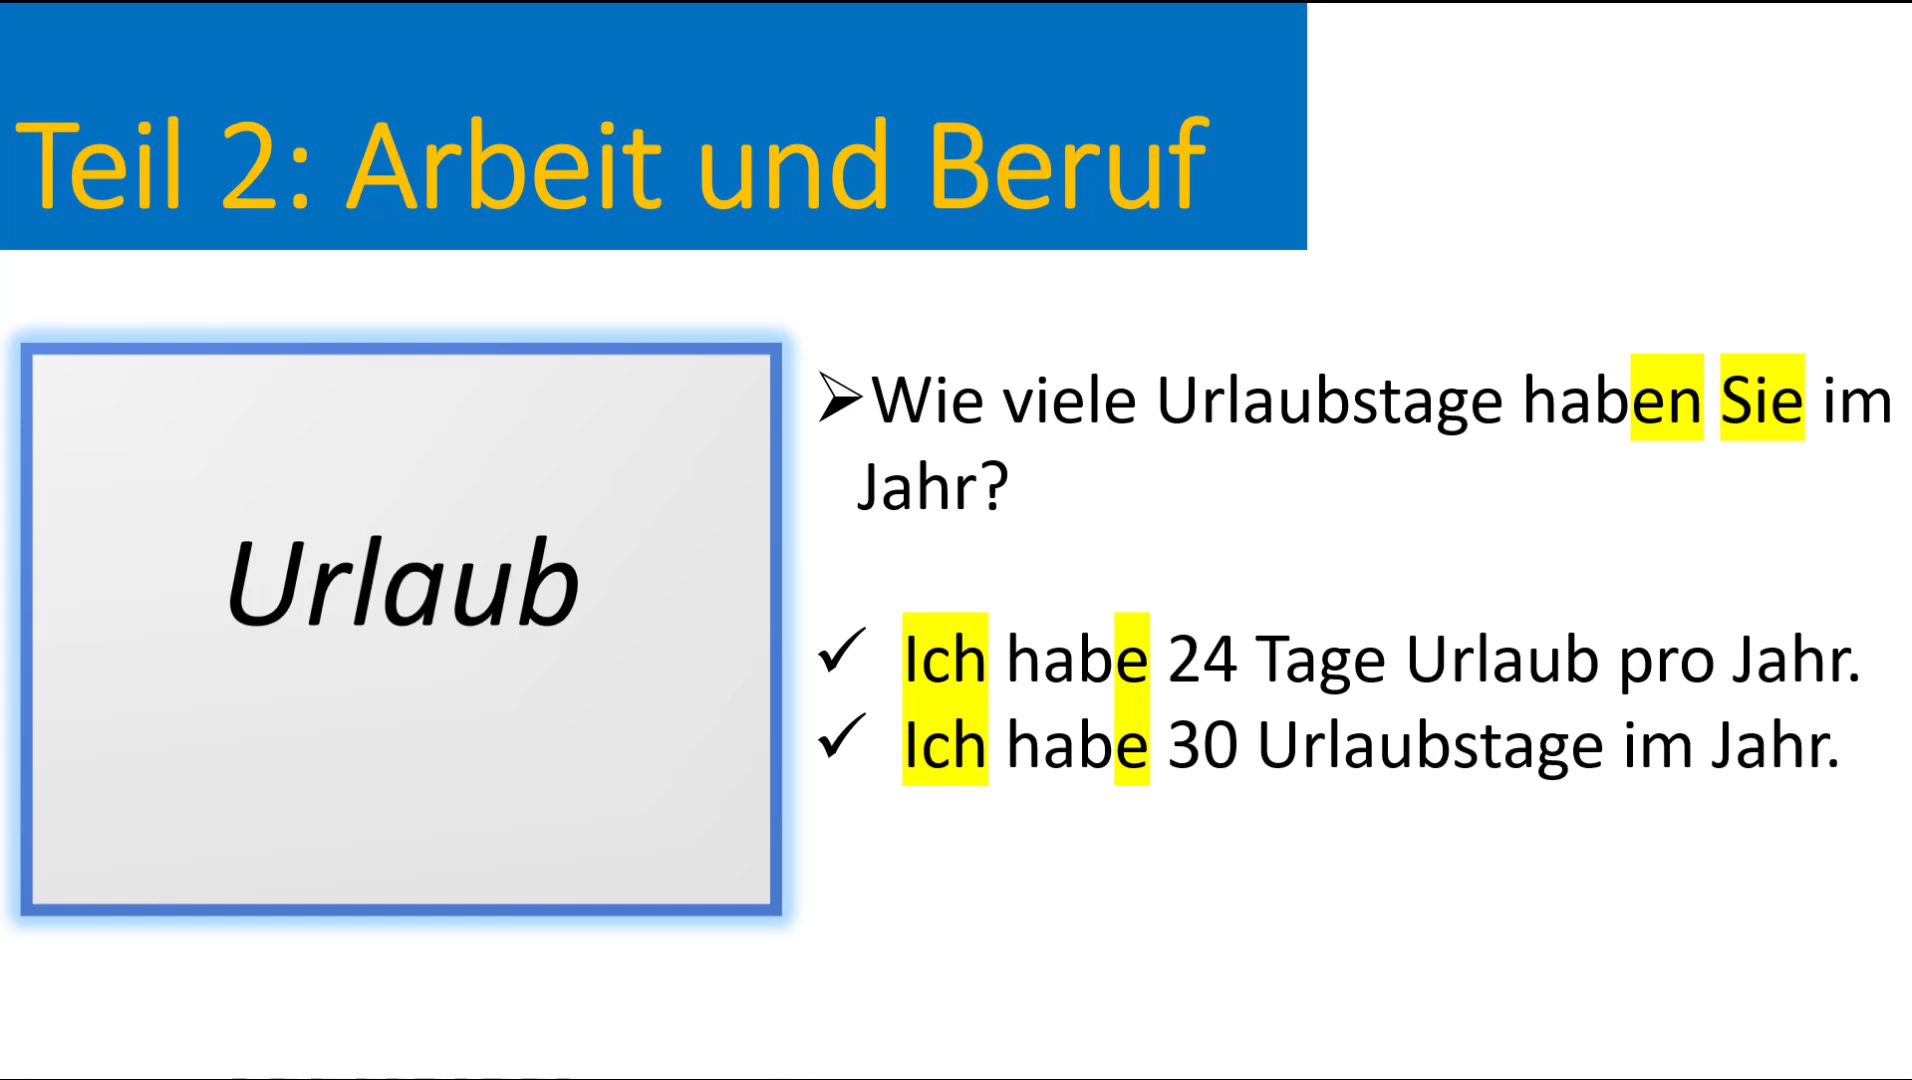 Teil 2: Arbeit und Beruf
Urlaub
Wie viele Urlaubstage haben Sie im
Jahr?
Ich habe 24 Tage Urlaub pro Jahr.
Ich habe 30 Urlaubstage im Jahr.